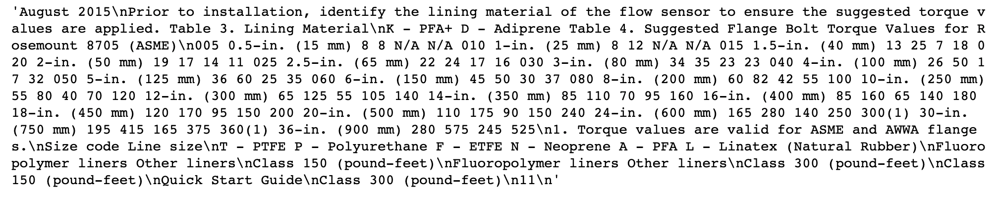 'August 2015\nPrior to installation, identify the lining material of the flow sensor to ensure the suggested torque v
alues are applied. Table 3. Lining Material\nK – PFA+ D – Adiprene Table 4. Suggested Flange Bolt Torque Values for R
osemount 8705 (ASME)\n005 0.5-in. (15 mm) 8 8 N/A N/A 010 1-in. (25 mm) 8 12 N/A N/A 015 1.5-in. (40 mm) 13 25 7 18 0
20 2-in. (50 mm) 19 17 14 11 025 2.5-in. (65 mm) 22 24 17 16 030 3-in. (80 mm) 34 35 23 23 040 4-in. (100 mm) 26 50 1
7 32 050 5-in. (125 mm) 36 60 25 35 060 6-in. (150 mm) 45 50 30 37 080 8-in. (200 mm) 60 82 42 55 100 10-in. (250 mm)
55 80 40 70 120 12-in. (300 mm) 65 125 55 105 140 14-in. (350 mm) 85 110 70 95 160 16-in. (400 mm) 85 160 65 140 180
18-in. (450 mm) 120 170 95 150 200 20-in. (500 mm) 110 175 90 150 240 24-in. (600 mm) 165 280 140 250 300(1) 30-in.
(750 mm) 195 415 165 375 360(1) 36-in. (900 mm) 280 575 245 525\n1. Torque values are valid for ASME and AWWA flange
s.\nSize code Line size\nT – PTFE P – Polyurethane F – ETFE N – Neoprene A – PFA L – Linatex (Natural Rubber)\nFluoro
polymer liners Other liners\nClass 150 (pound-feet)\nFluoropolymer liners Other liners\nClass 300 (pound-feet)\nClass
150 (pound-feet)\nQuick Start Guide\nClass 300 (pound-feet)\n11\n'